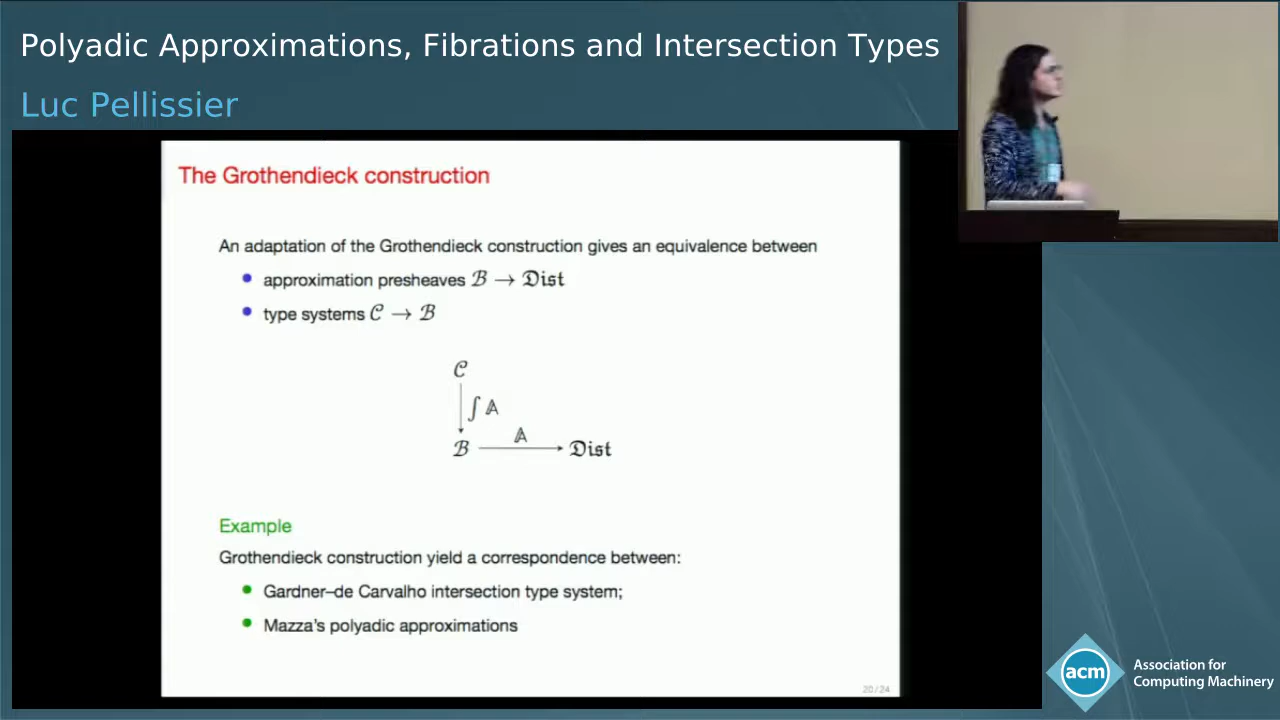 Polyadic Approximations, Fibrations and Intersection Types
Luc Pellissier
The Grothendieck construction
An adaptation of the Grothendieck construction gives an equivalence between
• approximation presheaves ℬ → 𝔇𝔦𝔰𝔱
• type systems 𝒞 → ℬ
𝒞
∫ 𝔸
𝔸
ℬ 𝔇𝔦𝔰𝔱
Example
Grothendieck construction yield a correspondence between:
• Gardner–de Carvalho intersection type system;
• Mazza's polyadic approximations
20 / 24
acm
Association for
Computing Machinery